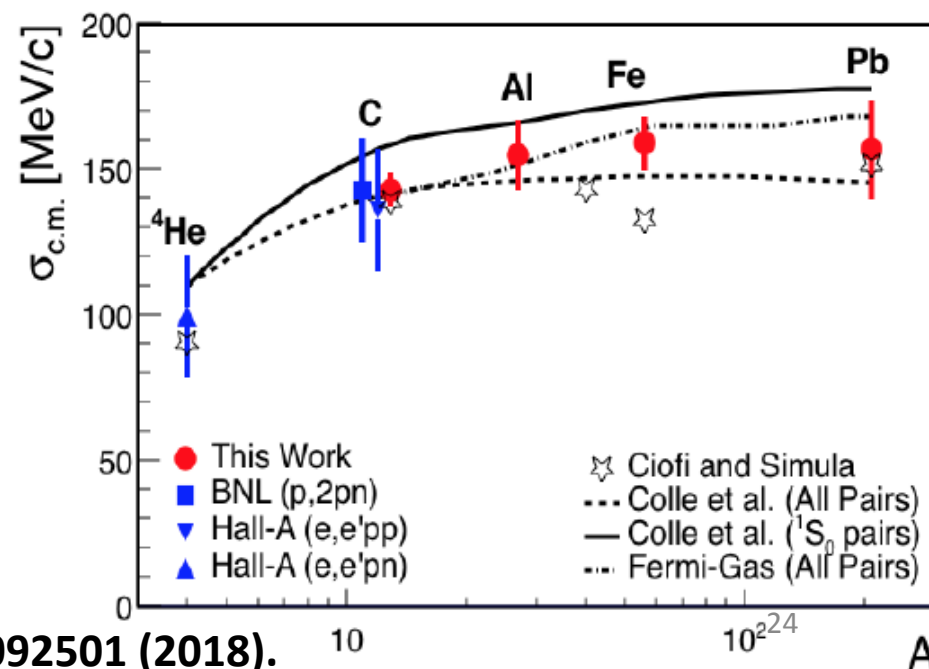 200
150
100
50
0
σc.m. [MeV/c]
4He
C
Al
Fe
Pb
This Work
BNL (p,2pn)
Hall-A (e,e'pp)
Hall-A (e,e'pn)
Ciofi and Simula
Colle et al. (All Pairs)
Colle et al. (1S0 pairs)
Fermi-Gas (All Pairs)
10
102
24
A
092501 (2018).